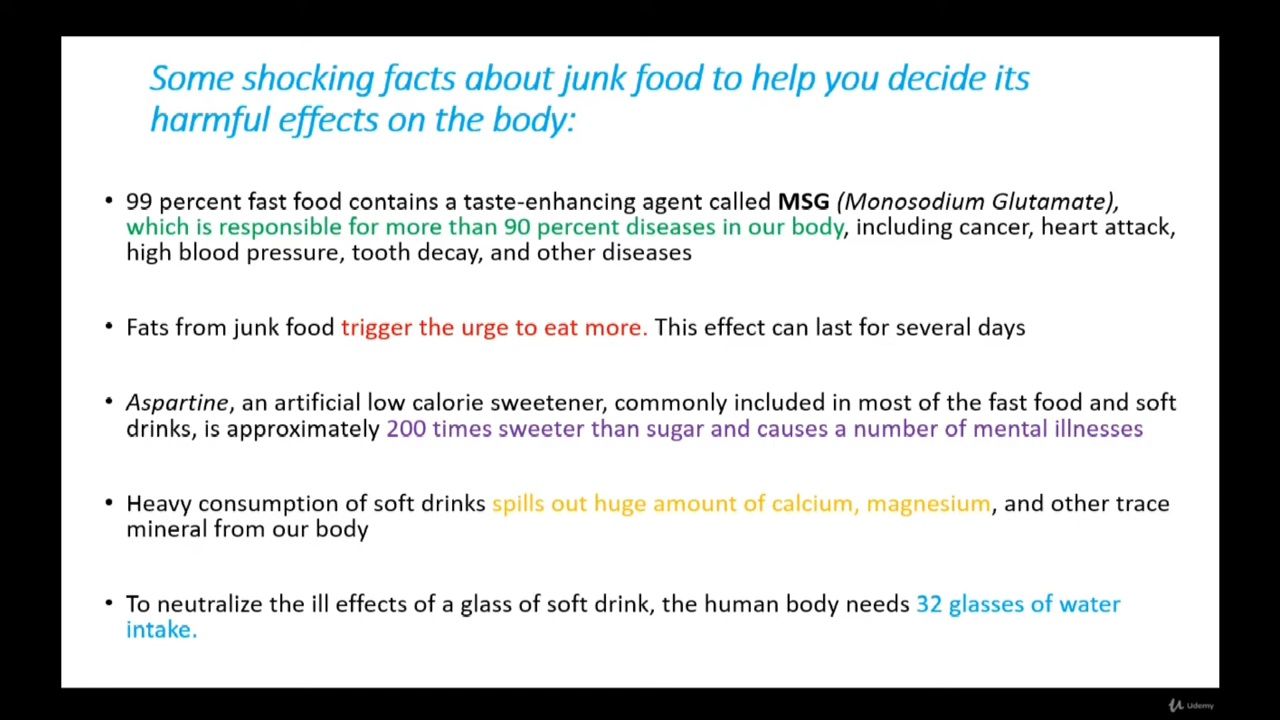 Some shocking facts about junk food to help you decide its
harmful effects on the body:
• 99 percent fast food contains a taste-enhancing agent called MSG (Monosodium Glutamate),
which is responsible for more than 90 percent diseases in our body, including cancer, heart attack,
high blood pressure, tooth decay, and other diseases
• Fats from junk food trigger the urge to eat more. This effect can last for several days
• Aspartine, an artificial low calorie sweetener, commonly included in most of the fast food and soft
drinks, is approximately 200 times sweeter than sugar and causes a number of mental illnesses
• Heavy consumption of soft drinks spills out huge amount of calcium, magnesium, and other trace
mineral from our body
• To neutralize the ill effects of a glass of soft drink, the human body needs 32 glasses of water
intake.
Udemy